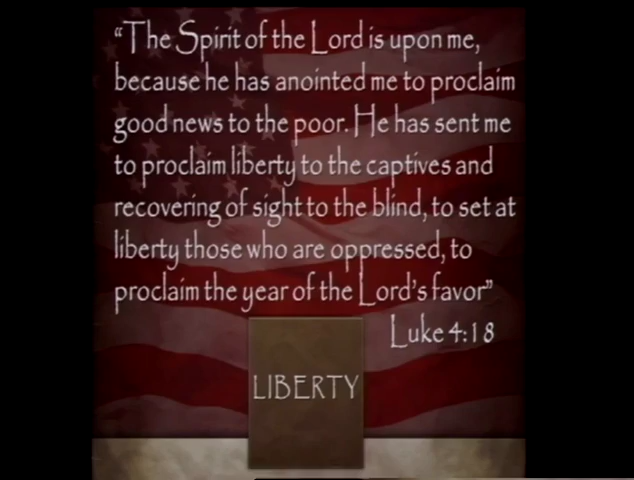 “The Spirit of the Lord is upon me,
because he has anointed me to proclaim
good news to the poor. He has sent me
to proclaim liberty to the captives and
recovering of sight to the blind, to set at
liberty those who are oppressed, to
proclaim the year of the Lord’s favor”
Luke 4:18
LIBERTY